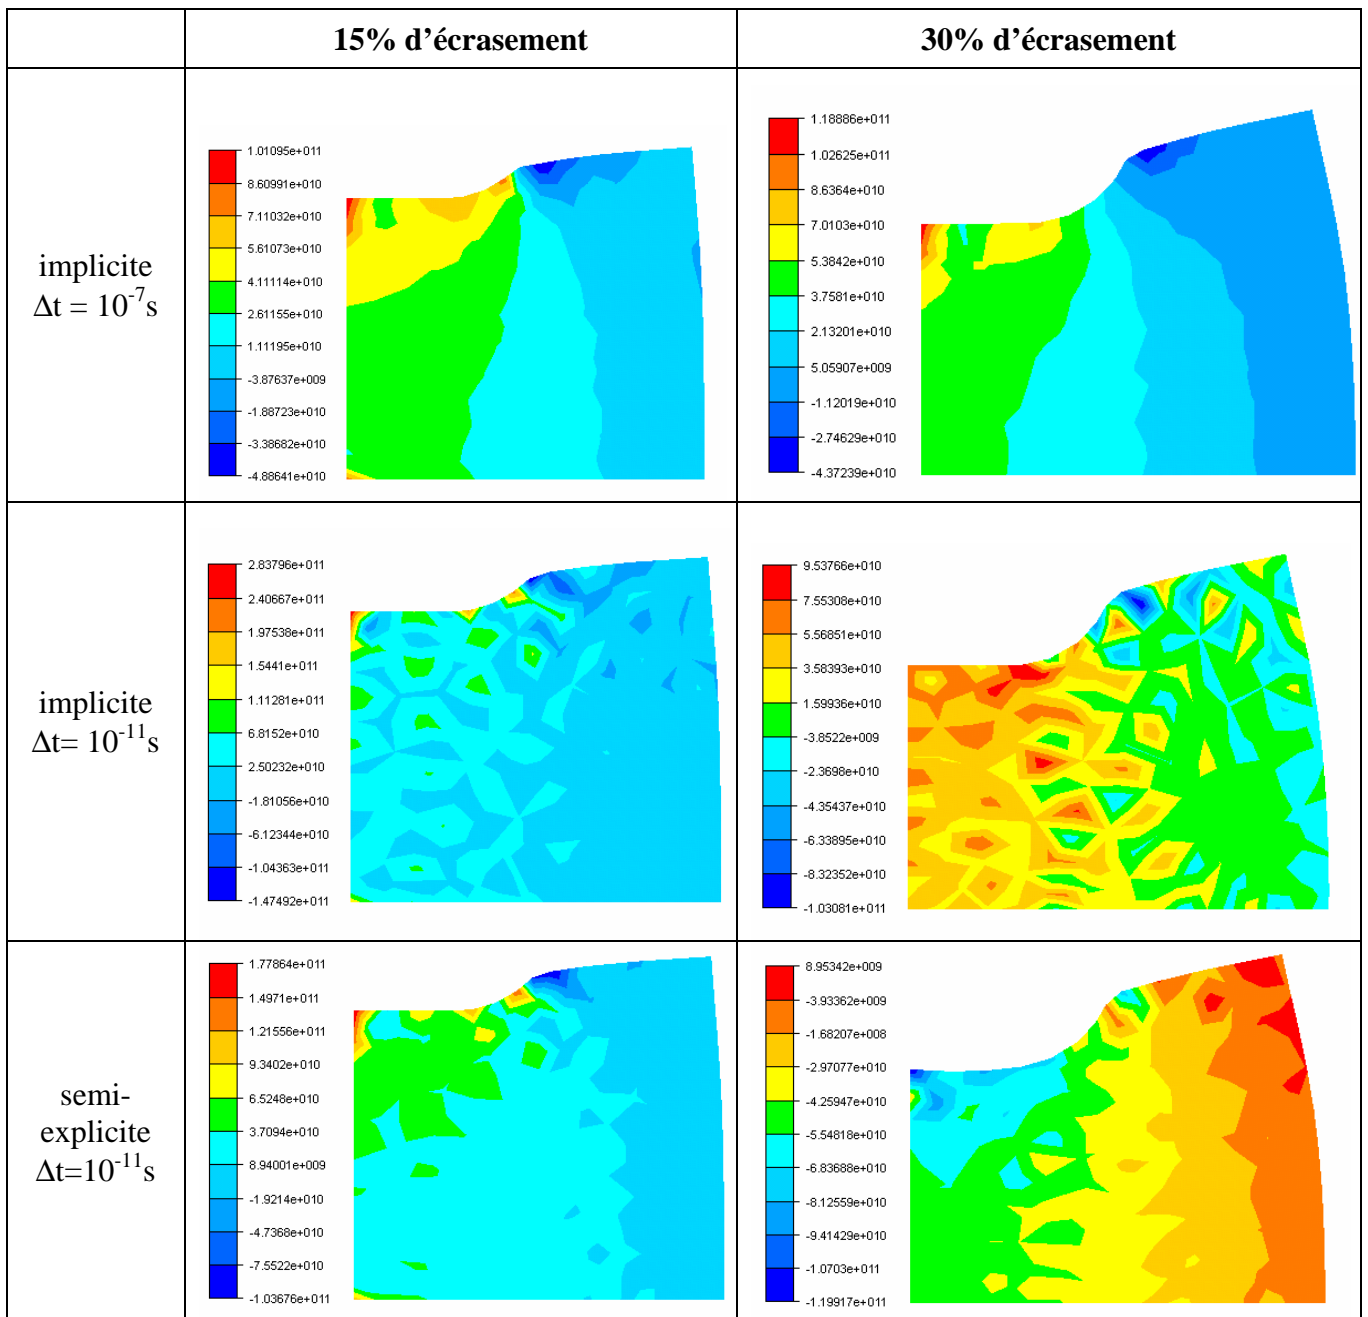 15% d’écrasement
30% d’écrasement
implicite
Δt = 10⁻⁷s
1.01095e+011
8.60991e+010
7.11032e+010
5.61073e+010
4.11114e+010
2.61155e+010
1.11195e+010
-3.87637e+009
-1.88723e+010
-3.38682e+010
-4.88641e+010
1.18886e+011
1.02625e+011
8.6364e+010
7.0103e+010
5.3842e+010
3.7581e+010
2.13201e+010
5.05907e+009
-1.12019e+010
-2.74629e+010
-4.37239e+010
implicite
Δt= 10⁻¹¹s
2.83796e+011
2.40667e+011
1.97538e+011
1.5441e+011
1.11281e+011
6.8152e+010
2.50232e+010
-1.81056e+010
-6.12344e+010
-1.04363e+011
-1.47492e+011
9.53766e+010
7.55308e+010
5.56851e+010
3.58393e+010
1.59936e+010
-3.8522e+009
-2.3698e+010
-4.35437e+010
-6.33895e+010
-8.32352e+010
-1.03081e+011
semi-
explicite
Δt=10⁻¹¹s
1.77864e+011
1.4971e+011
1.21556e+011
9.3402e+010
6.5248e+010
3.7094e+010
8.94001e+009
-1.9214e+010
-4.7368e+010
-7.5522e+010
-1.03676e+011
8.95342e+009
-3.93362e+009
-1.68207e+008
-2.97077e+010
-4.25947e+010
-5.54818e+010
-6.83688e+010
-8.12559e+010
-9.41429e+010
-1.0703e+011
-1.19917e+011